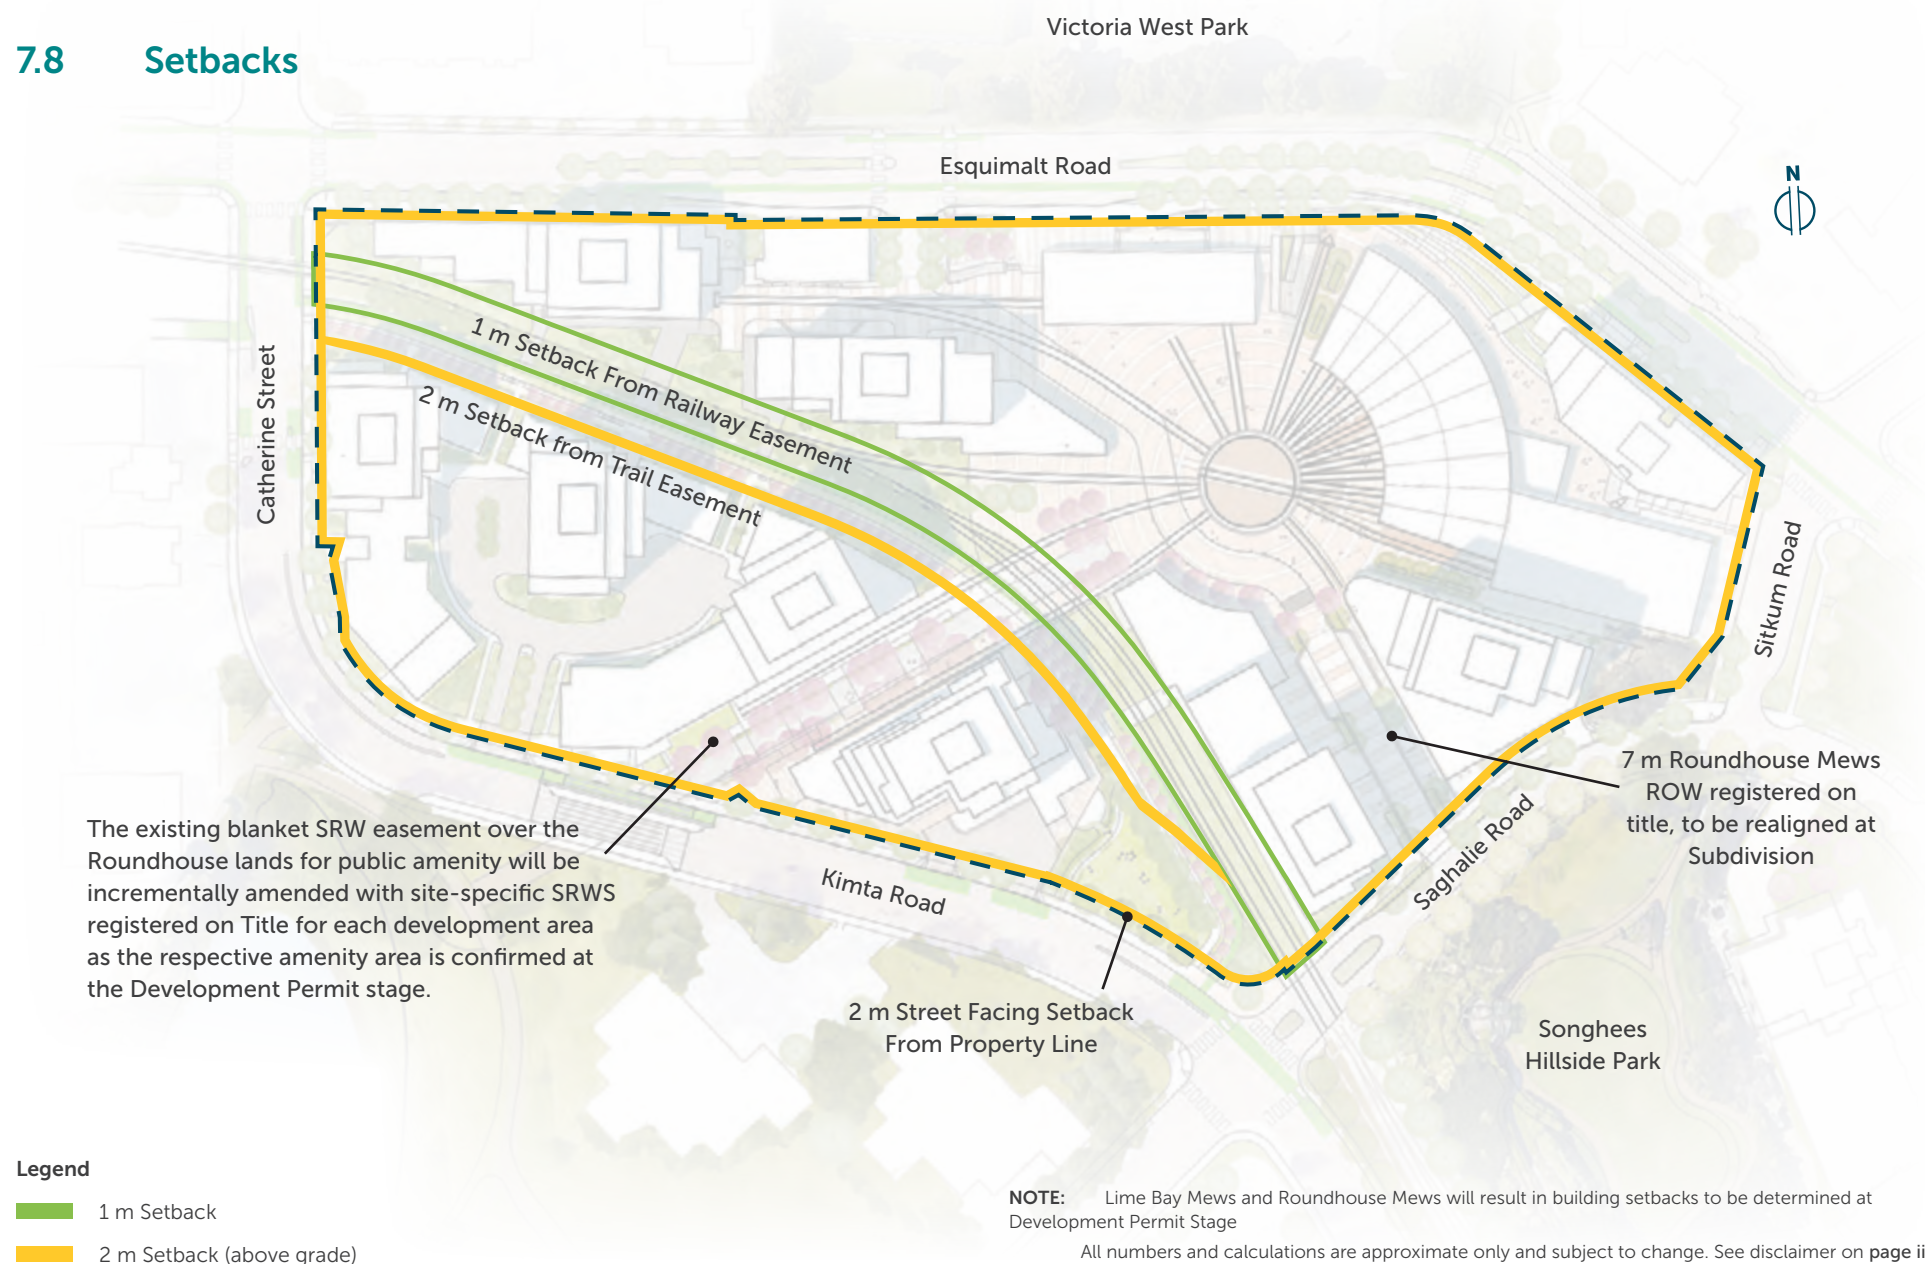 7.8 Setbacks
Victoria West Park
Esquimalt Road
N
Catherine Street
1 m Setback From Railway Easement
2 m Setback from Trail Easement
Sitkum Road
7 m Roundhouse Mews
ROW registered on
title, to be realigned at
Subdivision
Saghalie Road
The existing blanket SRW easement over the
Roundhouse lands for public amenity will be
incrementally amended with site-specific SRWS
registered on Title for each development area
as the respective amenity area is confirmed at
the Development Permit stage.
Kimta Road
2 m Street Facing Setback
From Property Line
Songhees
Hillside Park
Legend
1 m Setback
2 m Setback (above grade)
NOTE: Lime Bay Mews and Roundhouse Mews will result in building setbacks to be determined at
Development Permit Stage
All numbers and calculations are approximate only and subject to change. See disclaimer on page ii